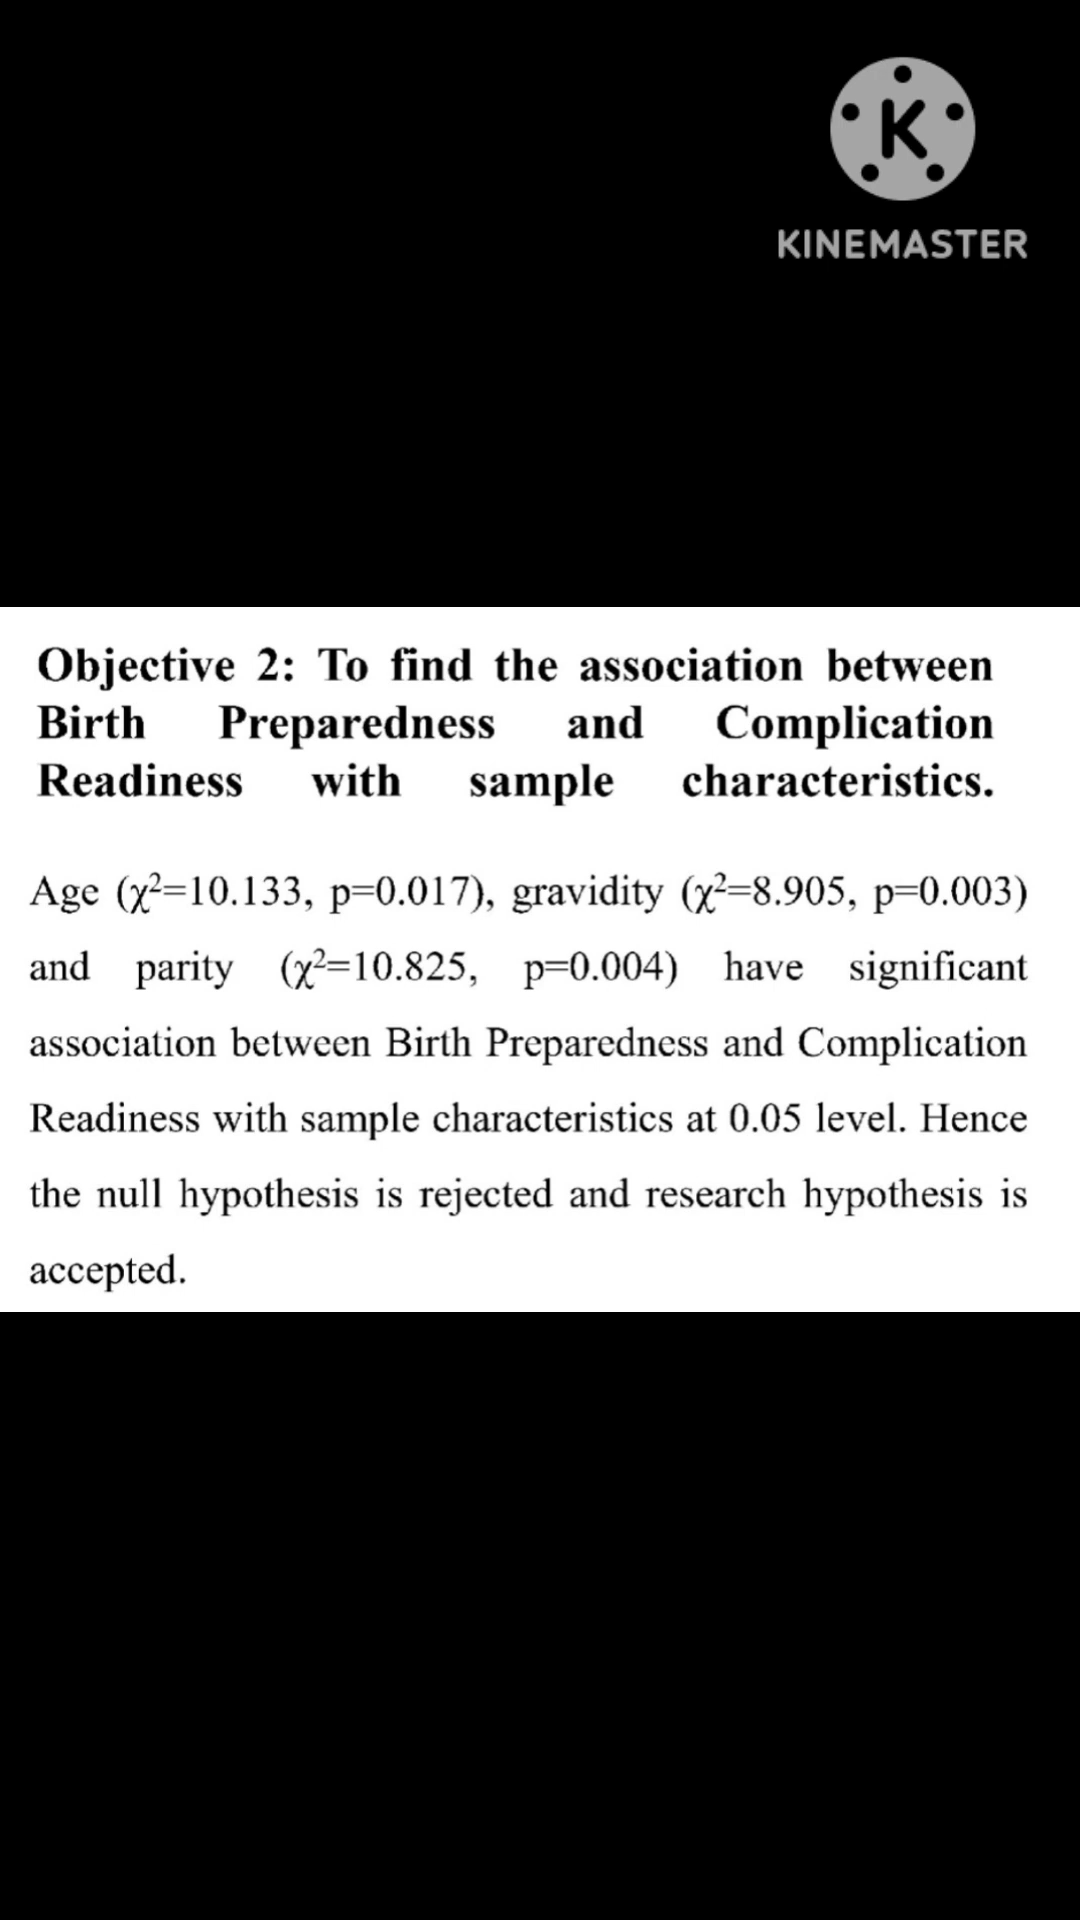 K
KINEMASTER
Objective 2: To find the association between
Birth Preparedness and Complication
Readiness with sample characteristics.
Age (χ²=10.133, p=0.017), gravidity (χ²=8.905, p=0.003)
and parity (χ²=10.825, p=0.004) have significant
association between Birth Preparedness and Complication
Readiness with sample characteristics at 0.05 level. Hence
the null hypothesis is rejected and research hypothesis is
accepted.